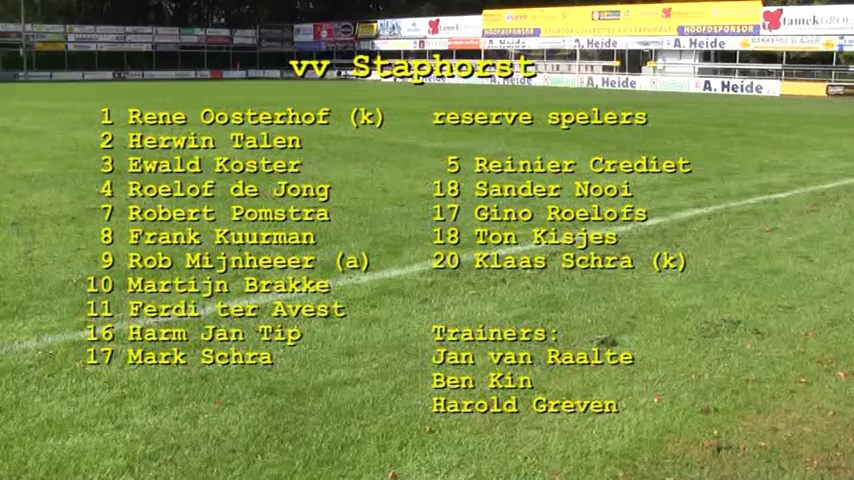 vv Staphorst
1 Rene Oosterhof (k)
2 Herwin Talen
3 Ewald Koster
4 Roelof de Jong
7 Robert Pomstra
8 Frank Kuurman
9 Rob Mijnheeer (a)
10 Martijn Brakke
11 Ferdi ter Avest
16 Harm Jan Tip
17 Mark Schra
reserve spelers
5 Reinier Crediet
18 Sander Nooi
17 Gino Roelofs
18 Ton Kisjes
20 Klaas Schra (k)
Trainers:
Jan van Raalte
Ben Kin
Harold Greven
HOOFDSPONSOR
HOOFDSPONSOR
A. Heide
A. Heide
A. Heide
A. Heide